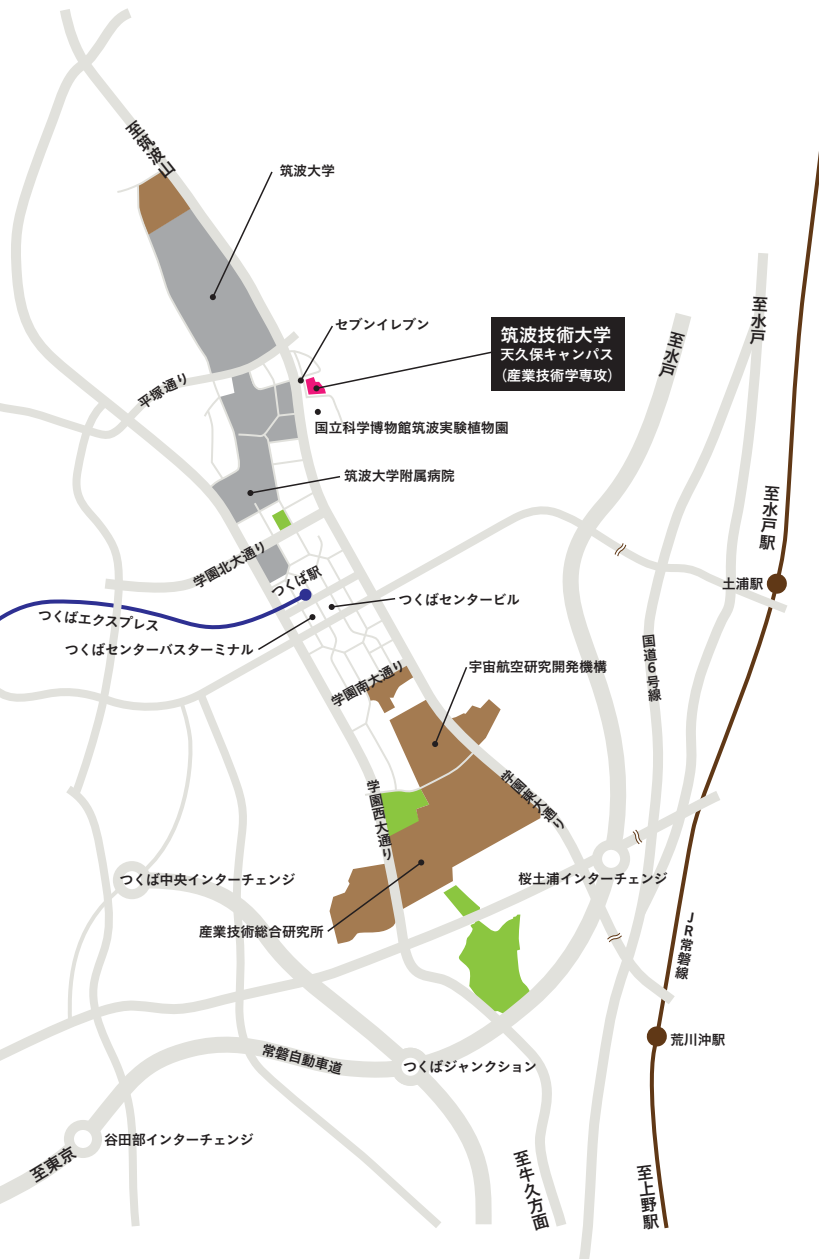 至筑波山
筑波大学
セブンイレブン
筑波技術大学
天久保キャンパス
（産業技術学専攻）
至水戸
至水戸
平塚通り
国立科学博物館筑波実験植物園
筑波大学附属病院
至水戸駅
学園北大通り
つくば駅
土浦駅
つくばエクスプレス
つくばセンタービル
つくばセンターバスターミナル
国道6号線
学園南大通り
宇宙航空研究開発機構
学園東大通り
学園西大通り
つくば中央インターチェンジ
桜土浦インターチェンジ
産業技術総合研究所
JR常磐線
荒川沖駅
常磐自動車道
つくばジャンクション
谷田部インターチェンジ
至東京
至牛久方面
至上野駅